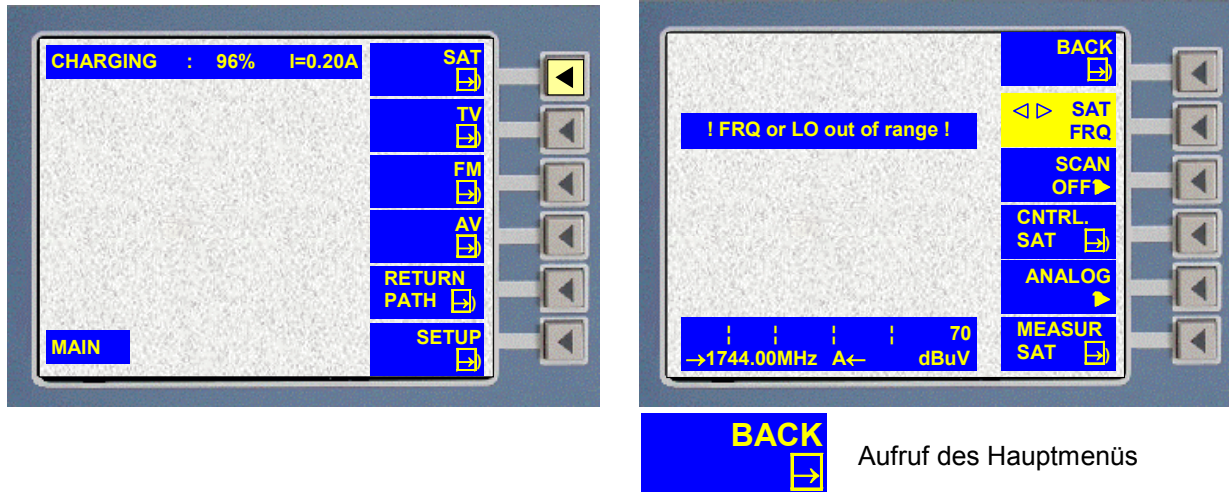 CHARGING : 96% I=0.20A
SAT
TV
FM
AV
RETURN
PATH
SETUP
MAIN
BACK
! FRQ or LO out of range !
◁ ▷ SAT
FRQ
SCAN
OFF
CNTRL.
SAT
ANALOG
MEASUR
SAT
70
→1744.00MHz A← dBuV
BACK
Aufruf des Hauptmenüs